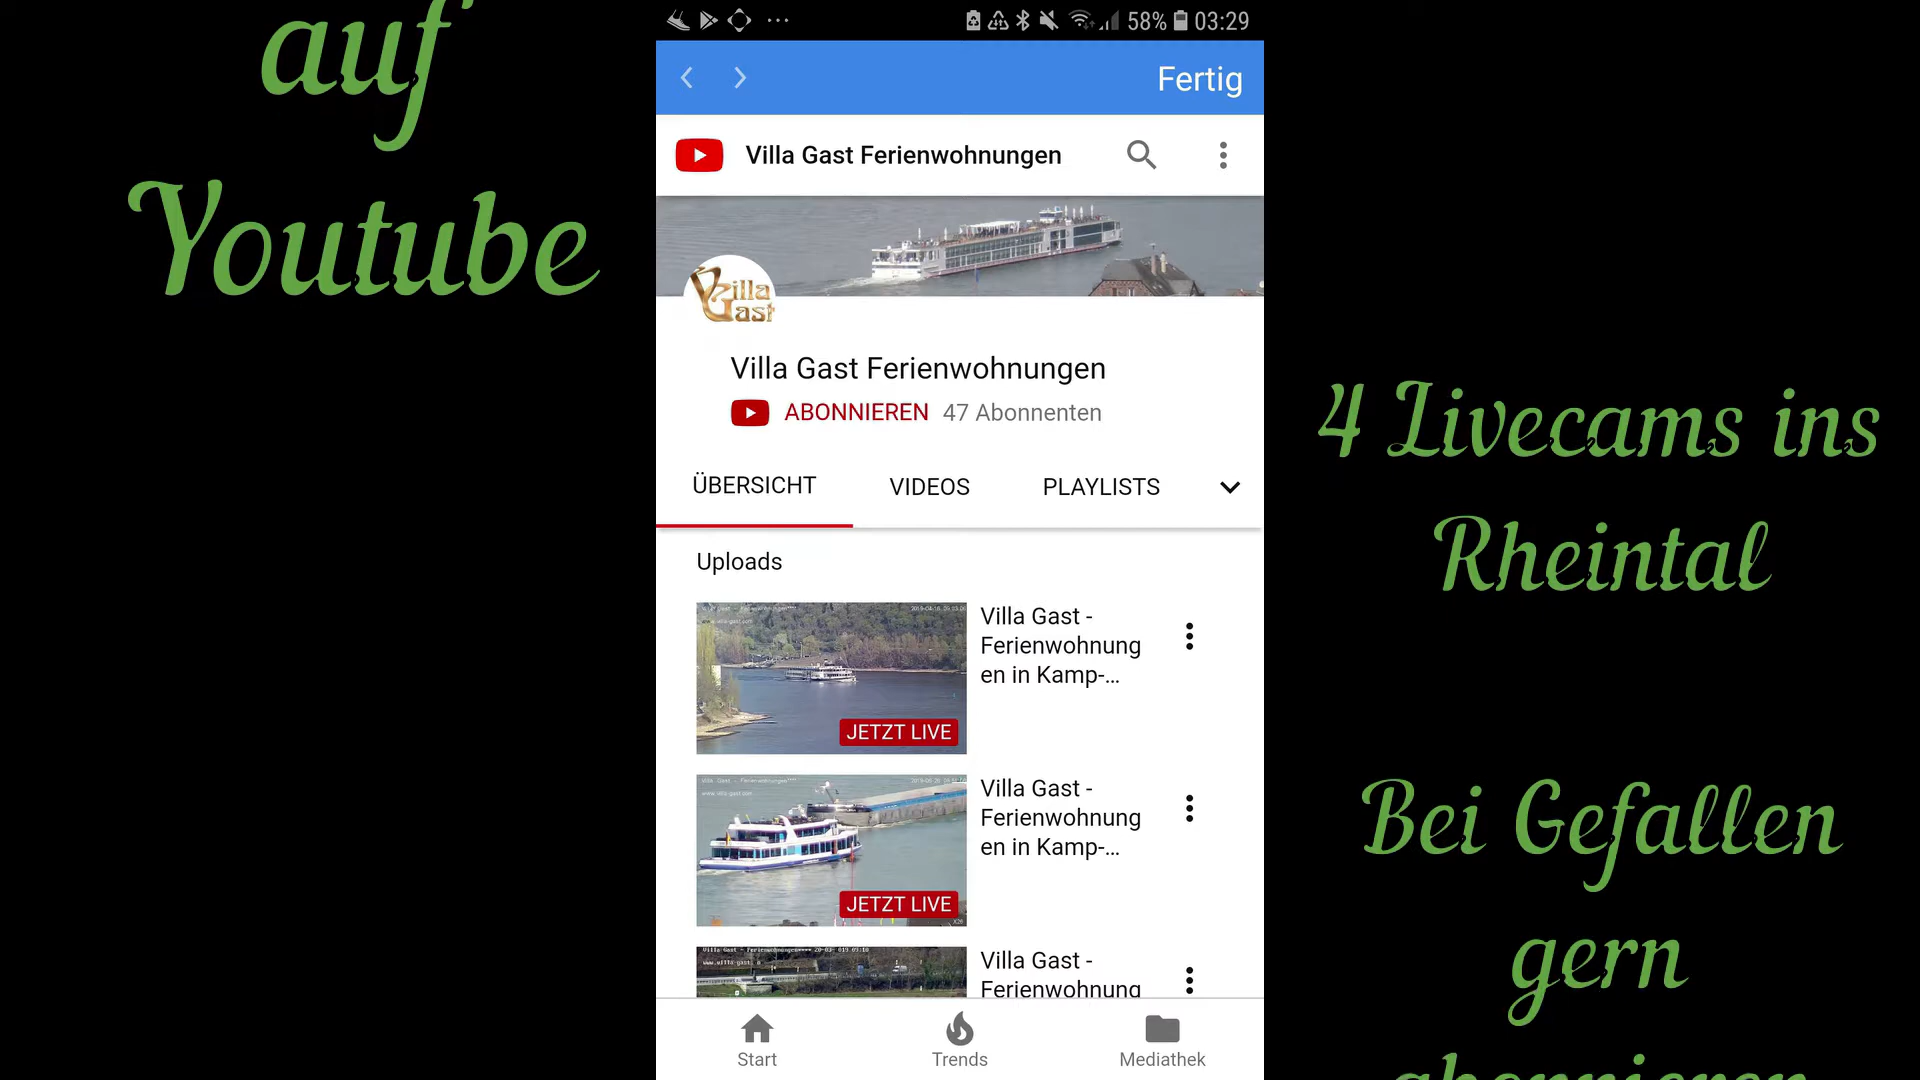 auf
Youtube
58% 03:29
Fertig
Villa Gast Ferienwohnungen
Villa
Gast
Villa Gast Ferienwohnungen
ABONNIEREN 47 Abonnenten
ÜBERSICHT VIDEOS PLAYLISTS
Uploads
Villa Gast -
Ferienwohnung
en in Kamp-...
JETZT LIVE
Villa Gast -
Ferienwohnung
en in Kamp-...
JETZT LIVE
Villa Gast -
Ferienwohnung
Start Trends Mediathek
4 Livecams ins
Rheintal
Bei Gefallen
gern
abonnieren